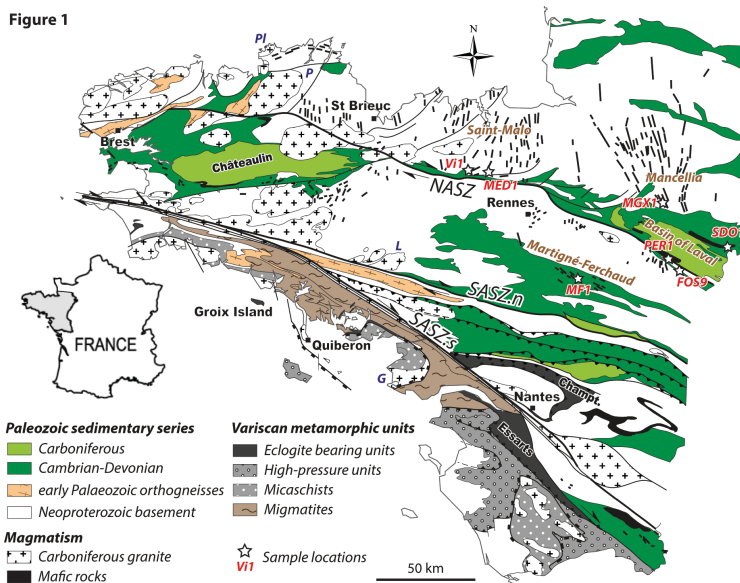 Figure 1
Pl
P
N
St Brieuc
Saint-Malo
Brest
Châteaulin
Vi1
MED1
Mancellia
NASZ
Rennes
MGX1
SDO
Basin of Laval
PER1
L
Martigné-Ferchaud
FOS9
MF1
SASZ.n
Groix Island
SASZ.s
FRANCE
Quiberon
G
Champt.
Nantes
Essarts
Paleozoic sedimentary series
Carboniferous
Cambrian-Devonian
early Palaeozoic orthogneisses
Neoproterozoic basement
Magmatism
Carboniferous granite
Mafic rocks
Variscan metamorphic units
Eclogite bearing units
High-pressure units
Micaschists
Migmatites
Sample locations
Vi1
50 km